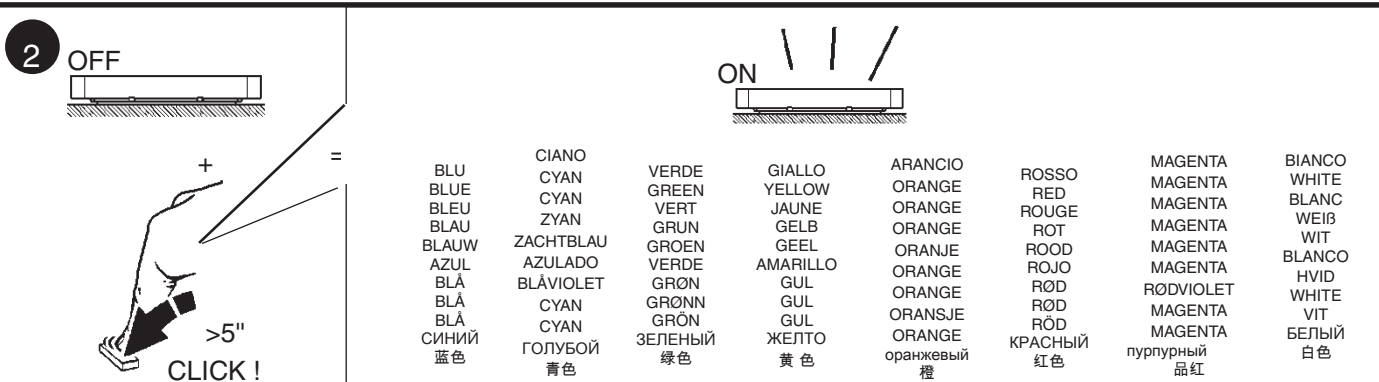 2
OFF
ON
+
=
>5"
CLICK !
BLU
BLUE
BLEU
BLAU
BLAUW
AZUL
BLÅ
BLÅ
BLÅ
СИНИЙ
蓝色
CIANO
CYAN
CYAN
ZYAN
ZACHTBLAU
AZULADO
BLÅVIOLET
CYAN
CYAN
ГОЛУБОЙ
青色
VERDE
GREEN
VERT
GRUN
GROEN
VERDE
GRØN
GRØNN
GRÖN
ЗЕЛЕНЫЙ
绿色
GIALLO
YELLOW
JAUNE
GELB
GEEL
AMARILLO
GUL
GUL
GUL
ЖЕЛТО
黄 色
ARANCIO
ORANGE
ORANGE
ORANGE
ORANJE
ORANGE
ORANGE
ORANSJE
ORANGE
оранжевый
橙
ROSSO
RED
ROUGE
ROT
ROOD
ROJO
RØD
RØD
RÖD
КРАСНЫЙ
红色
MAGENTA
MAGENTA
MAGENTA
MAGENTA
MAGENTA
MAGENTA
RØDVIOLET
MAGENTA
MAGENTA
пурпурный
品红
BIANCO
WHITE
BLANC
WEIß
WIT
BLANCO
HVID
WHITE
VIT
БЕЛЫЙ
白色